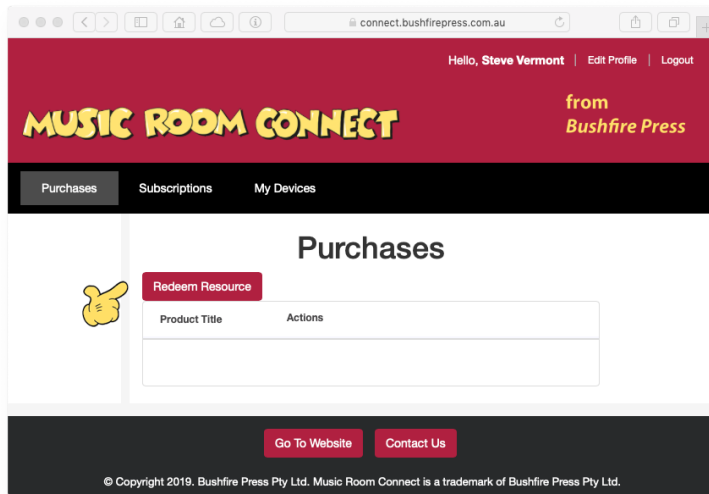 connect.bushfirepress.com.au
Hello, Steve Vermont | Edit Profile | Logout
MUSIC ROOM CONNECT
from
Bushfire Press
Purchases Subscriptions My Devices
Purchases
Redeem Resource
Product Title Actions
Go To Website Contact Us
© Copyright 2019. Bushfire Press Pty Ltd. Music Room Connect is a trademark of Bushfire Press Pty Ltd.